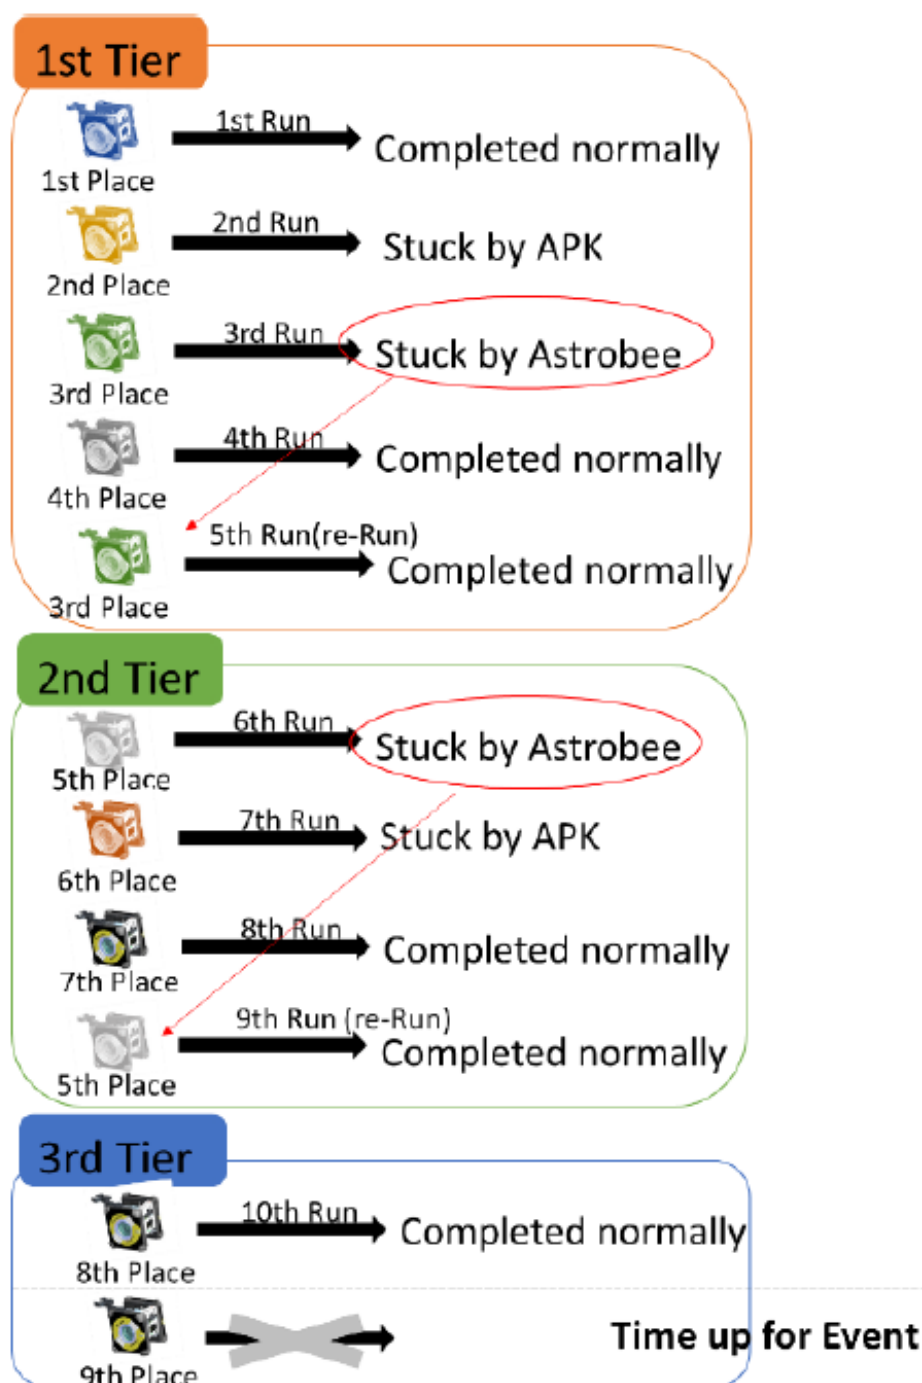 1st Tier
1st Run
Completed normally
1st Place
2nd Run
Stuck by APK
2nd Place
3rd Run
Stuck by Astrobee
3rd Place
4th Run
Completed normally
4th Place
5th Run(re-Run)
Completed normally
3rd Place
2nd Tier
6th Run
Stuck by Astrobee
5th Place
7th Run
Stuck by APK
6th Place
8th Run
Completed normally
7th Place
9th Run (re-Run)
Completed normally
5th Place
3rd Tier
10th Run
Completed normally
8th Place
Time up for Event
9th Place